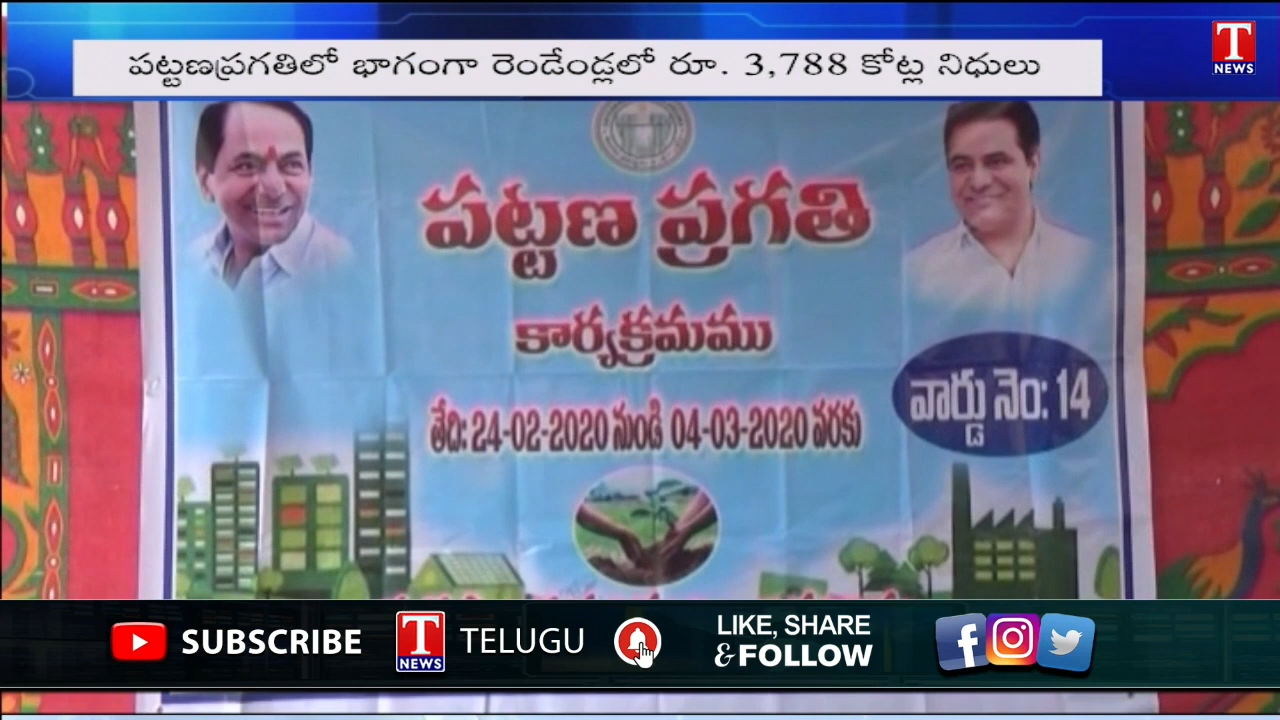 పట్టణప్రగతిలో భాగంగా రెండేండ్లలో రూ. 3,788 కోట్ల నిధులు
T
NEWS
పట్టణ ప్రగతి
కార్యక్రమము
వార్డు నెం: 14
తేది: 24-02-2020 నుండి 04-03-2020 వరకు
SUBSCRIBE
T
NEWS
TELUGU
LIKE, SHARE
& FOLLOW